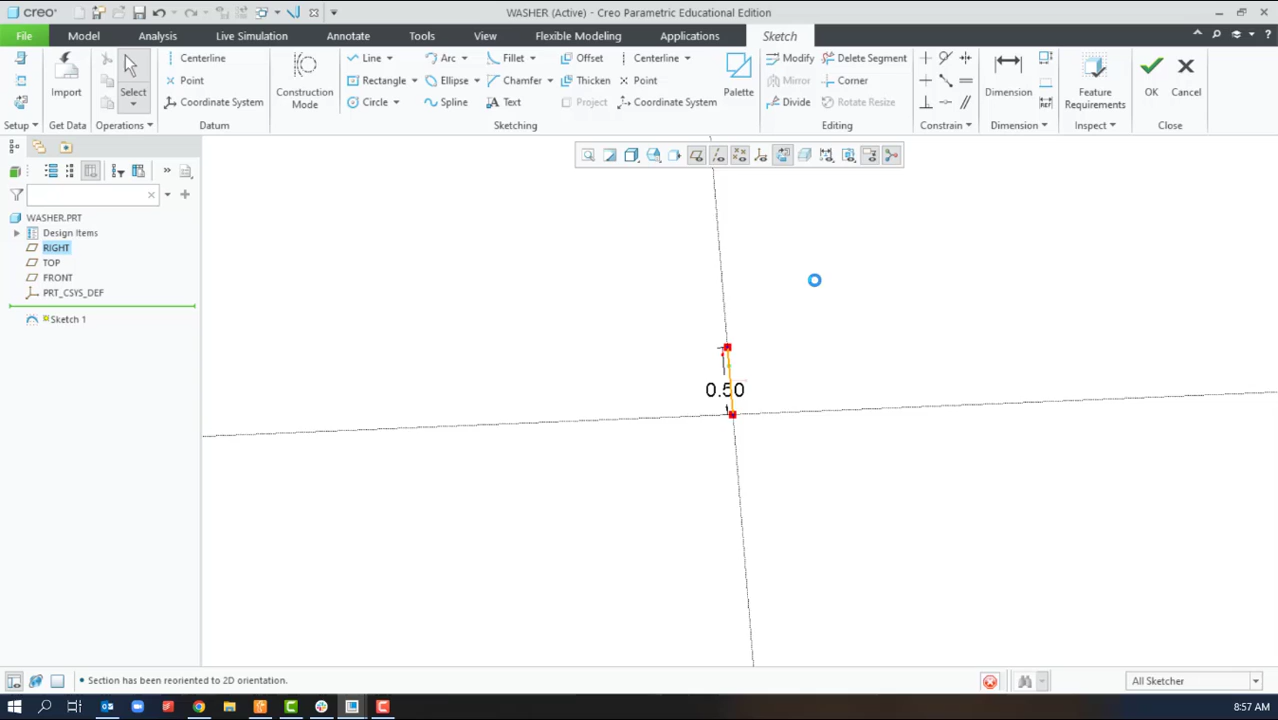 creo°
WASHER (Active) - Creo Parametric Educational Edition
File Model Analysis Live Simulation Annotate Tools View Flexible Modeling Applications Sketch
Import
Select
Centerline
Point
Coordinate System
Construction Mode
Line Arc Fillet Offset Centerline
Rectangle Ellipse Chamfer Thicken Point
Circle Spline Text Project Coordinate System
Palette
Modify Delete Segment
Mirror Corner
Divide Rotate Resize
Dimension
REF
Feature Requirements
OK
Cancel
Setup Get Data Operations Datum Sketching Editing Constrain Dimension Inspect Close
WASHER.PRT
Design Items
RIGHT
TOP
FRONT
PRT_CSYS_DEF
Sketch 1
0.50
• Section has been reoriented to 2D orientation.
All Sketcher
8:57 AM